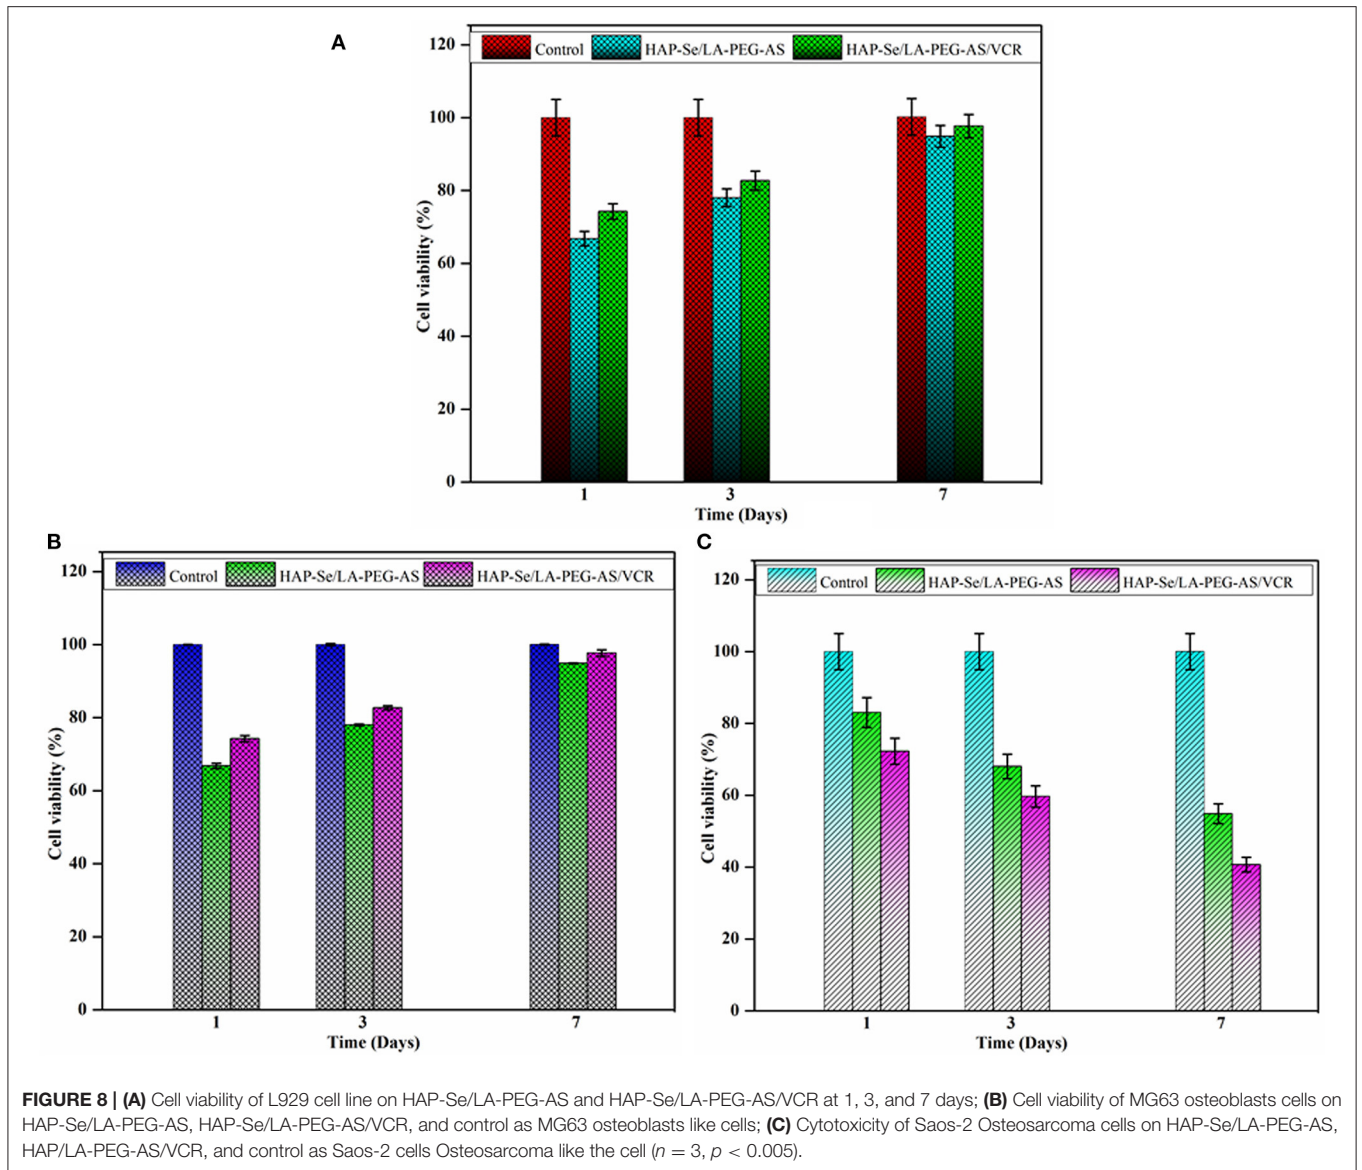 A
120
Control
HAP-Se/LA-PEG-AS
HAP-Se/LA-PEG-AS/VCR
100
80
60
40
20
0
Cell viability (%)
1
3
7
Time (Days)
B
120
Control
HAP-Se/LA-PEG-AS
HAP-Se/LA-PEG-AS/VCR
100
80
60
40
20
0
Cell viability (%)
1
3
7
Time (Days)
C
120
Control
HAP-Se/LA-PEG-AS
HAP-Se/LA-PEG-AS/VCR
100
80
60
40
20
0
Cell viability (%)
1
3
7
Time (Days)
FIGURE 8 | (A) Cell viability of L929 cell line on HAP-Se/LA-PEG-AS and HAP-Se/LA-PEG-AS/VCR at 1, 3, and 7 days; (B) Cell viability of MG63 osteoblasts cells on
HAP-Se/LA-PEG-AS, HAP-Se/LA-PEG-AS/VCR, and control as MG63 osteoblasts like cells; (C) Cytotoxicity of Saos-2 Osteosarcoma cells on HAP-Se/LA-PEG-AS,
HAP/LA-PEG-AS/VCR, and control as Saos-2 cells Osteosarcoma like the cell (n = 3, p < 0.005).